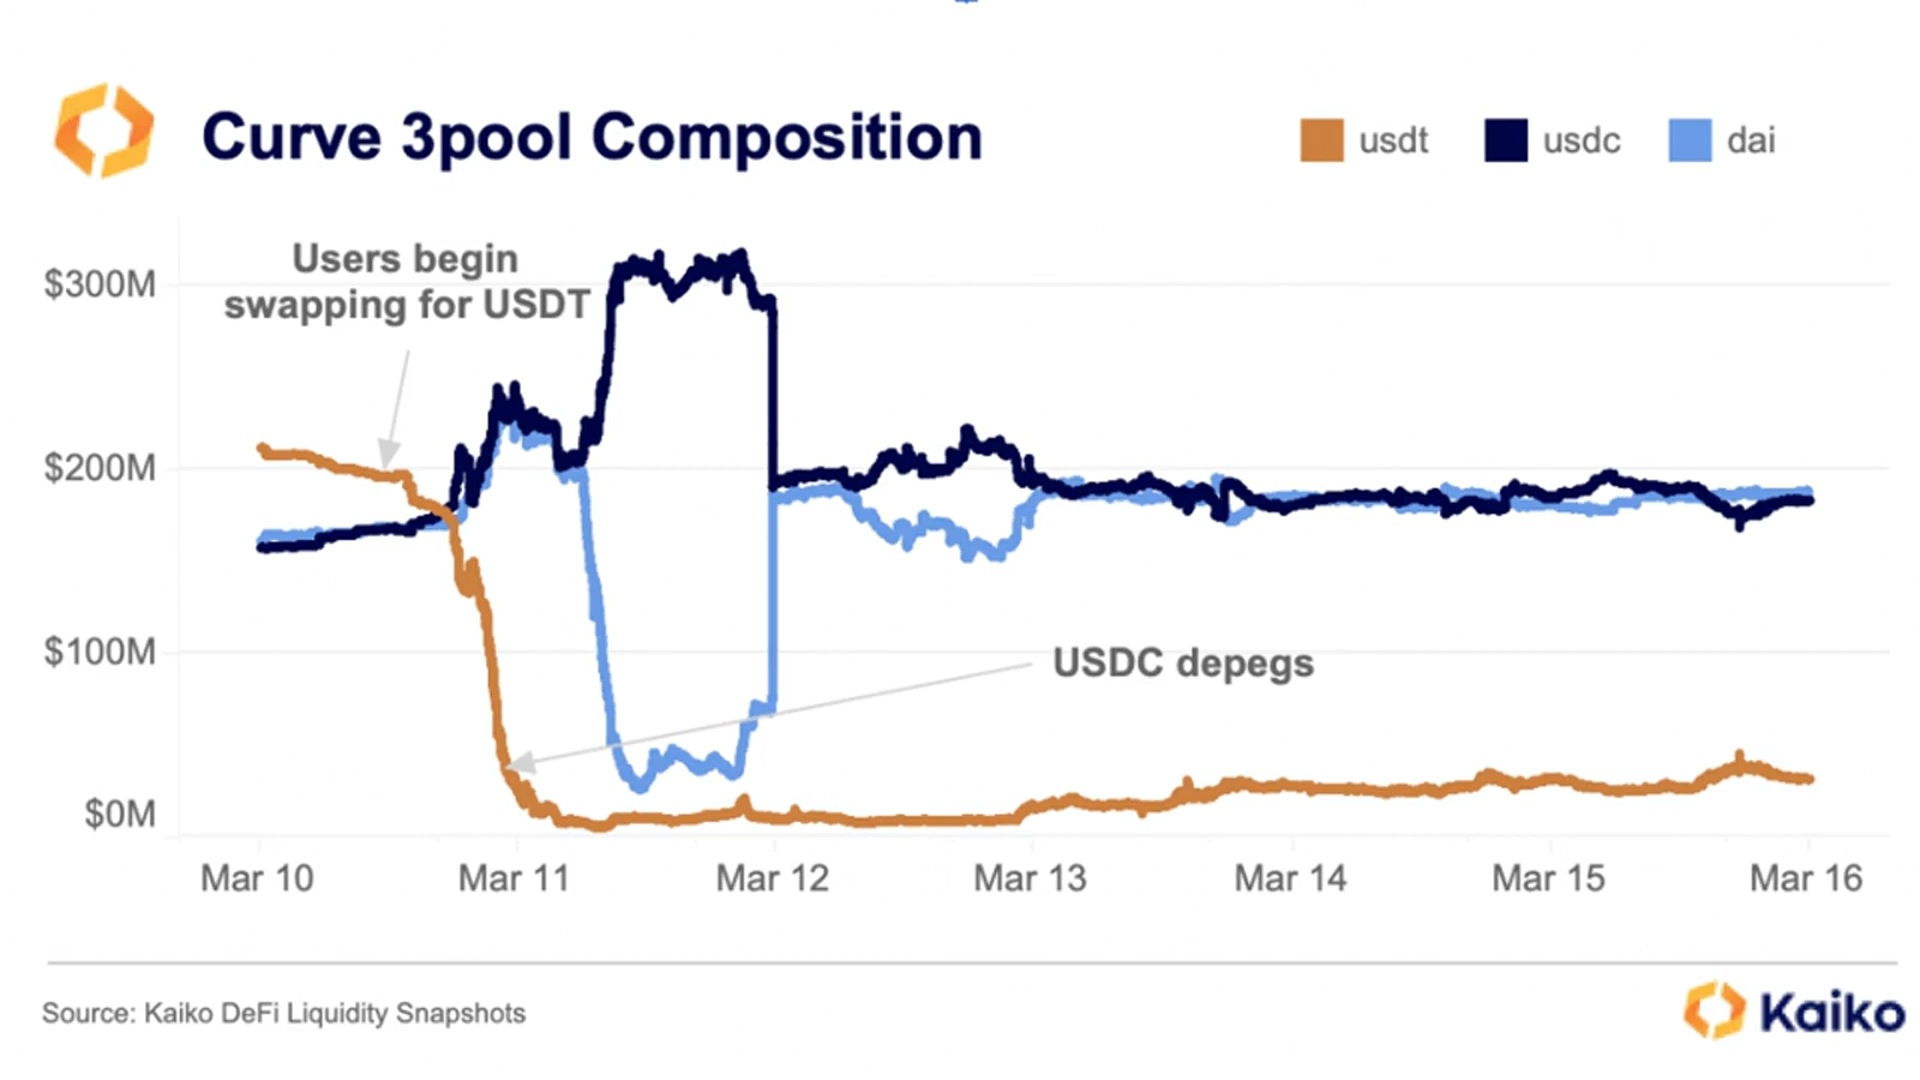 Curve 3pool Composition
usdt
usdc
dai
Users begin
swapping for USDT
$300M
$200M
$100M
$0M
USDC depegs
Mar 10
Mar 11
Mar 12
Mar 13
Mar 14
Mar 15
Mar 16
Source: Kaiko DeFi Liquidity Snapshots
Kaiko